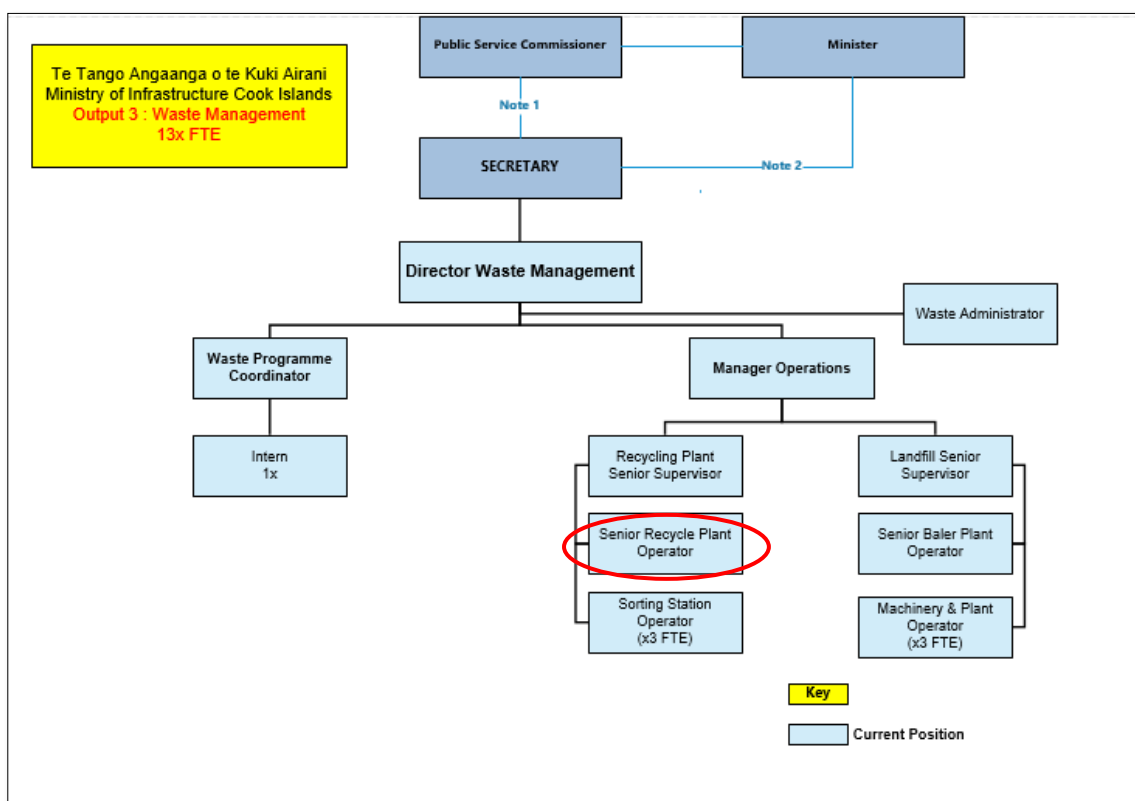 Public Service Commissioner
Minister
Te Tango Angaanga o te Kuki Airani
Ministry of Infrastructure Cook Islands
Output 3 : Waste Management
13x FTE
Note 1
SECRETARY
Note 2
Director Waste Management
Waste Administrator
Waste Programme
Coordinator
Manager Operations
Intern
1x
Recycling Plant
Senior Supervisor
Landfill Senior
Supervisor
Senior Recycle Plant
Operator
Senior Baler Plant
Operator
Sorting Station
Operator
(x3 FTE)
Machinery & Plant
Operator
(x3 FTE)
Key
Current Position